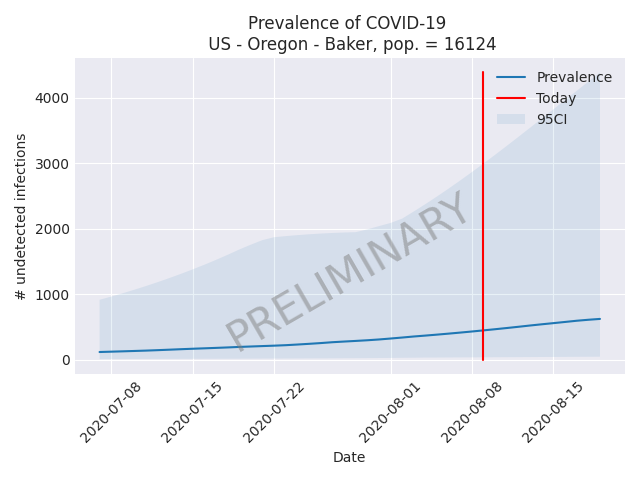 Prevalence of COVID-19
US - Oregon - Baker, pop. = 16124
# undetected infections
4000
3000
2000
1000
0
Prevalence
Today
95CI
PRELIMINARY
2020-07-08
2020-07-15
2020-07-22
2020-08-01
2020-08-08
2020-08-15
Date